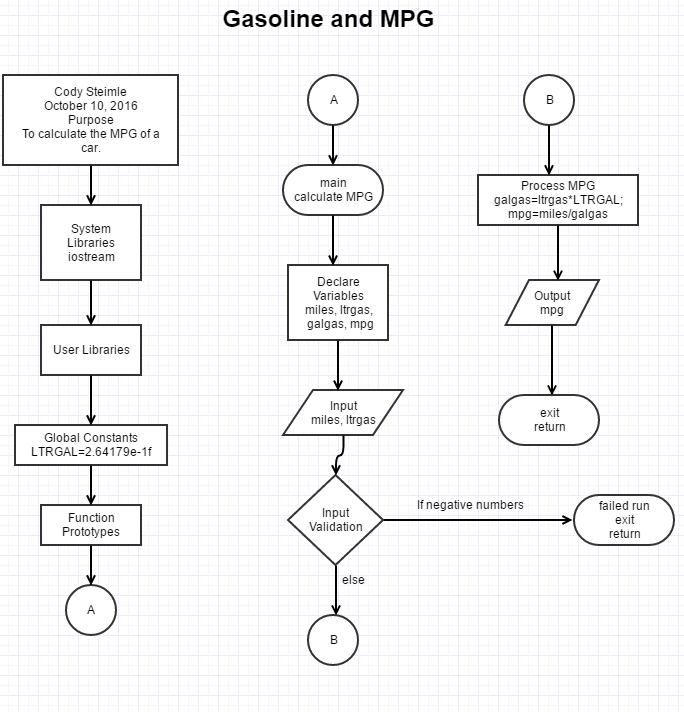 Gasoline and MPG
Cody Steimle
October 10, 2016
Purpose
To calculate the MPG of a
car.
System
Libraries
iostream
User Libraries
Global Constants
LTRGAL=2.64179e-1f
Function
Prototypes
A
A
main
calculate MPG
Declare
Variables
miles, ltrgas,
galgas, mpg
Input
miles, ltrgas
Input
Validation
If negative numbers
failed run
exit
return
else
B
B
Process MPG
galgas=ltrgas*LTRGAL;
mpg=miles/galgas
Output
mpg
exit
return